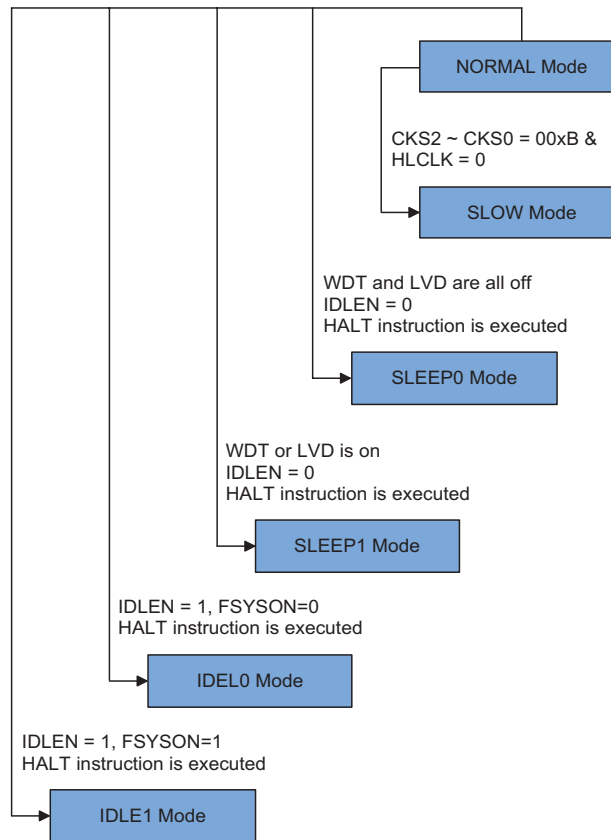 NORMAL Mode
CKS2 ~ CKS0 = 00xB &
HLCLK = 0
SLOW Mode
WDT and LVD are all off
IDLEN = 0
HALT instruction is executed
SLEEP0 Mode
WDT or LVD is on
IDLEN = 0
HALT instruction is executed
SLEEP1 Mode
IDLEN = 1, FSYSON=0
HALT instruction is executed
IDEL0 Mode
IDLEN = 1, FSYSON=1
HALT instruction is executed
IDLE1 Mode